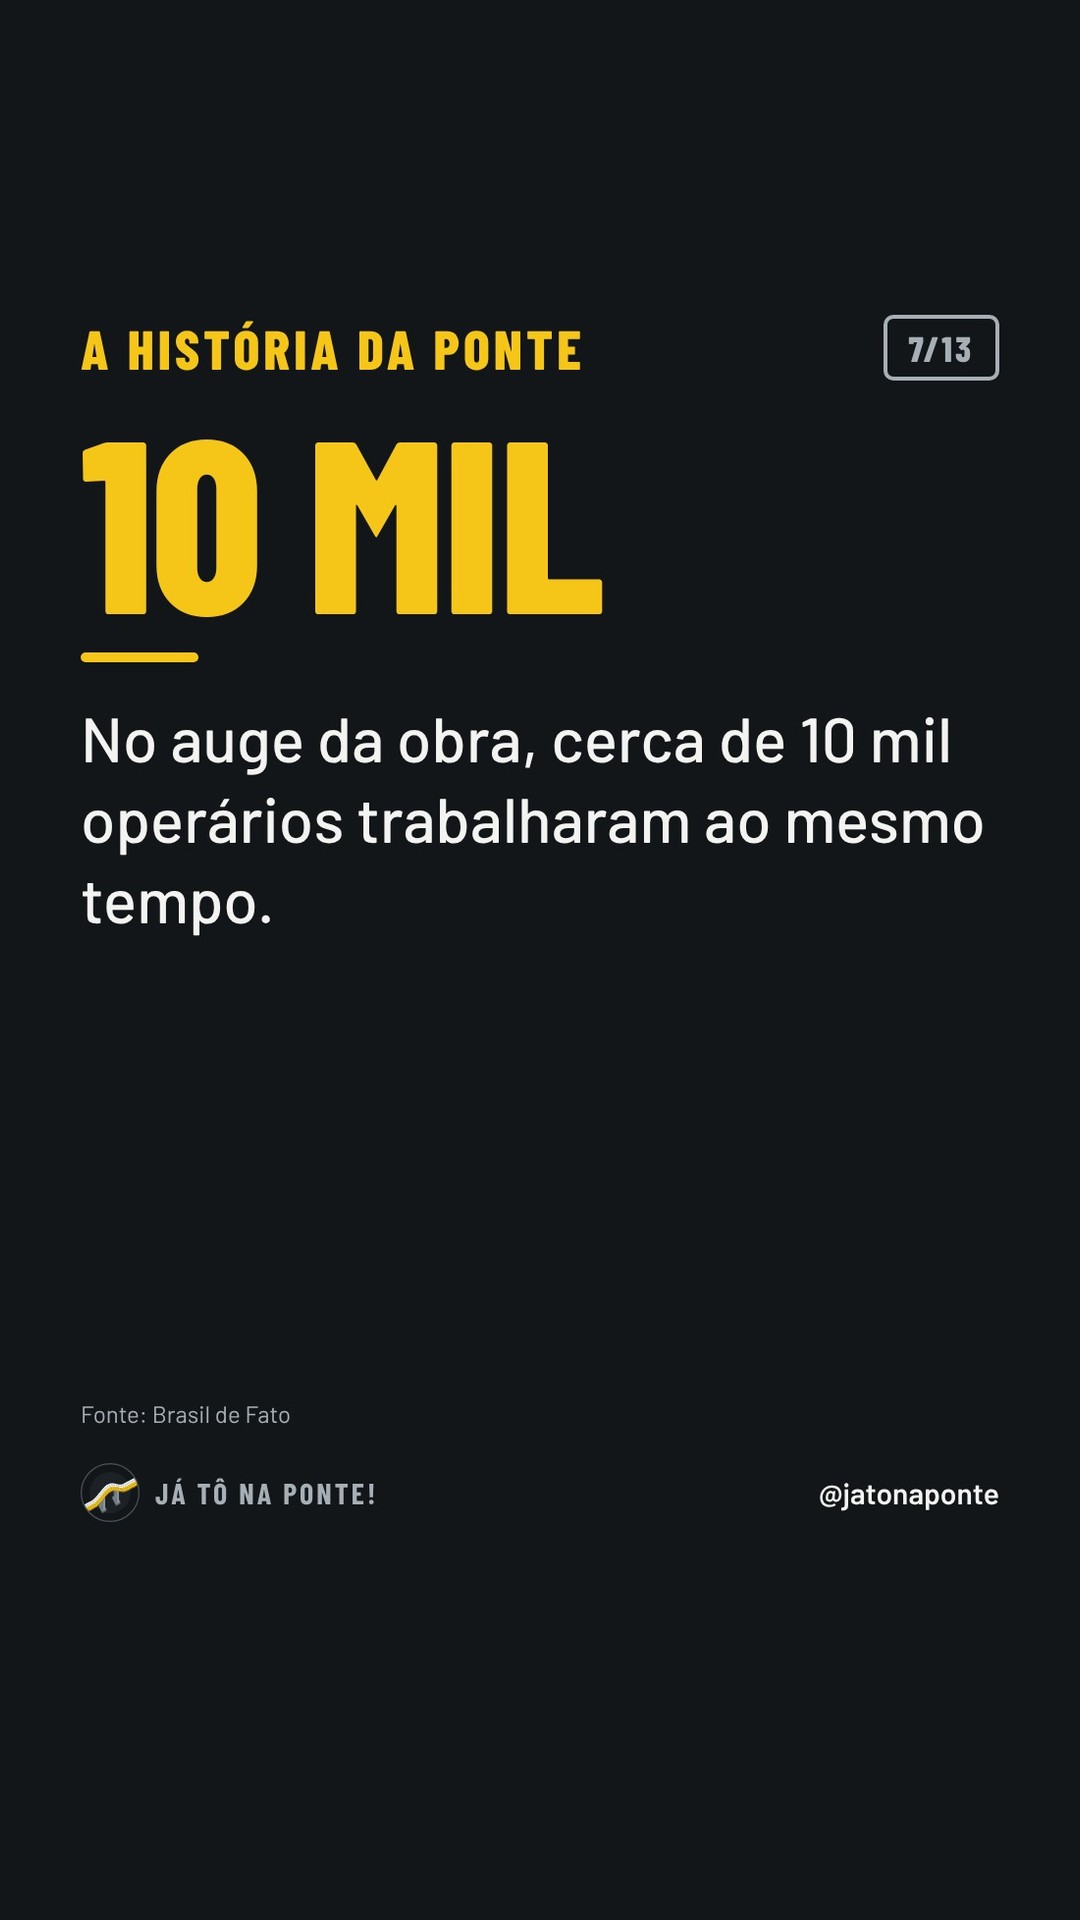 A HISTÓRIA DA PONTE
7/13
10 MIL
No auge da obra, cerca de 10 mil
operários trabalharam ao mesmo
tempo.
Fonte: Brasil de Fato
JÁ TÔ NA PONTE!
@jatonaponte